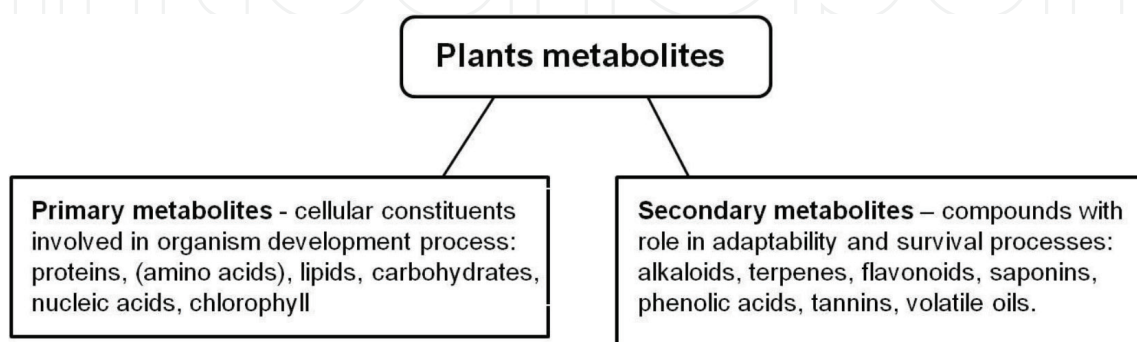 Plants metabolites
Primary metabolites - cellular constituents
involved in organism development process:
proteins, (amino acids), lipids, carbohydrates,
nucleic acids, chlorophyll
Secondary metabolites – compounds with
role in adaptability and survival processes:
alkaloids, terpenes, flavonoids, saponins,
phenolic acids, tannins, volatile oils.